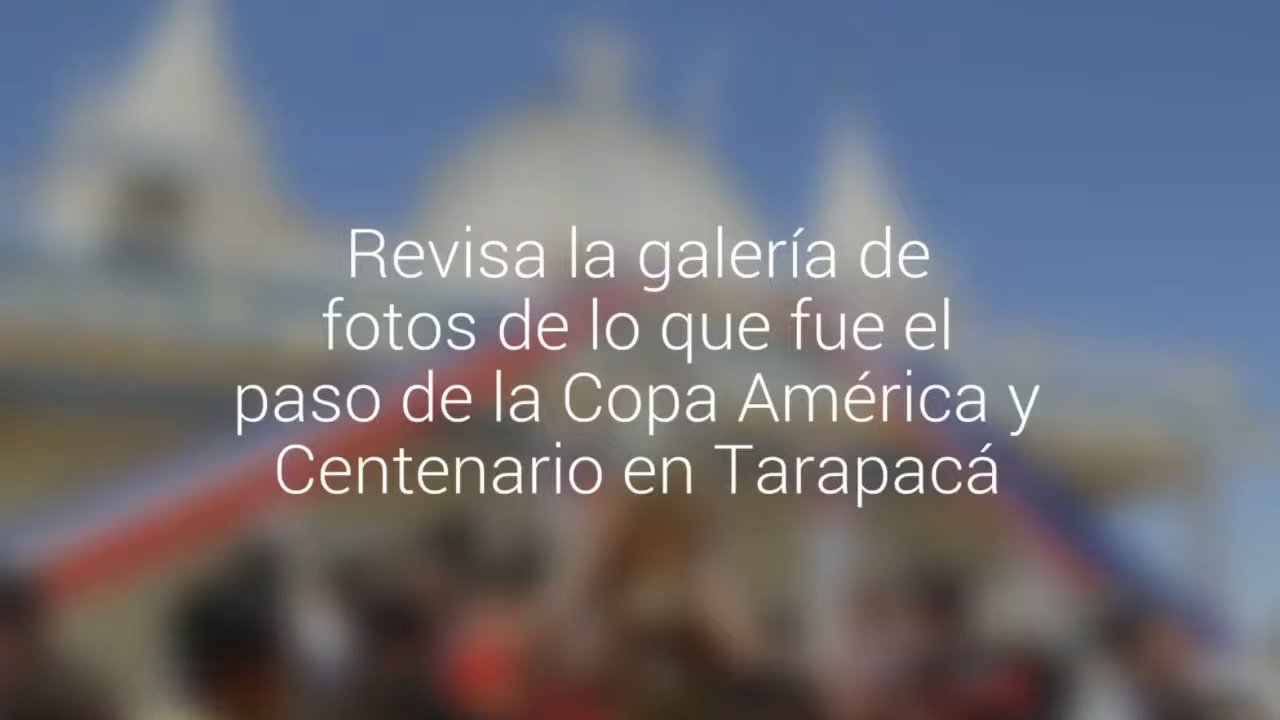 Revisa la galería de
fotos de lo que fue el
paso de la Copa América y
Centenario en Tarapacá